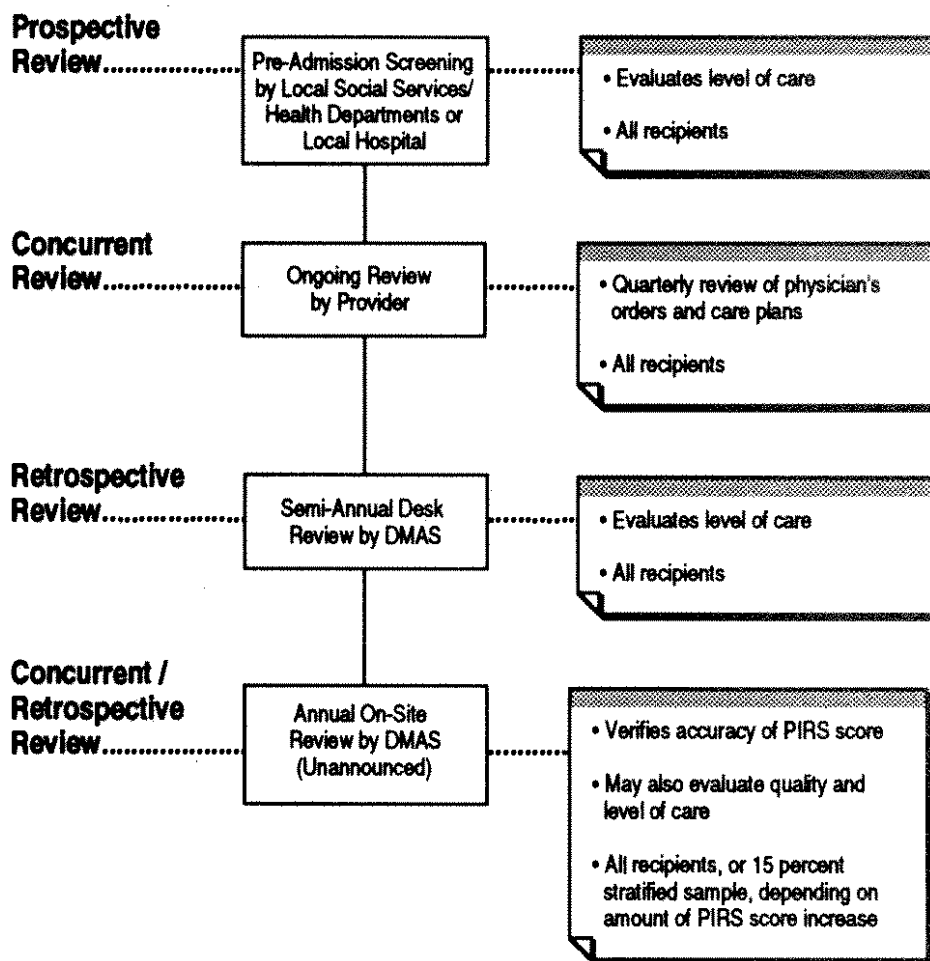 Prospective
Review
Pre-Admission Screening
by Local Social Services/
Health Departments or
Local Hospital
• Evaluates level of care
• All recipients
Concurrent
Review
Ongoing Review
by Provider
• Quarterly review of physician's
orders and care plans
• All recipients
Retrospective
Review
Semi-Annual Desk
Review by DMAS
• Evaluates level of care
• All recipients
Concurrent /
Retrospective
Review
Annual On-Site
Review by DMAS
(Unannounced)
• Verifies accuracy of PIRS score
• May also evaluate quality and
level of care
• All recipients, or 15 percent
stratified sample, depending on
amount of PIRS score increase